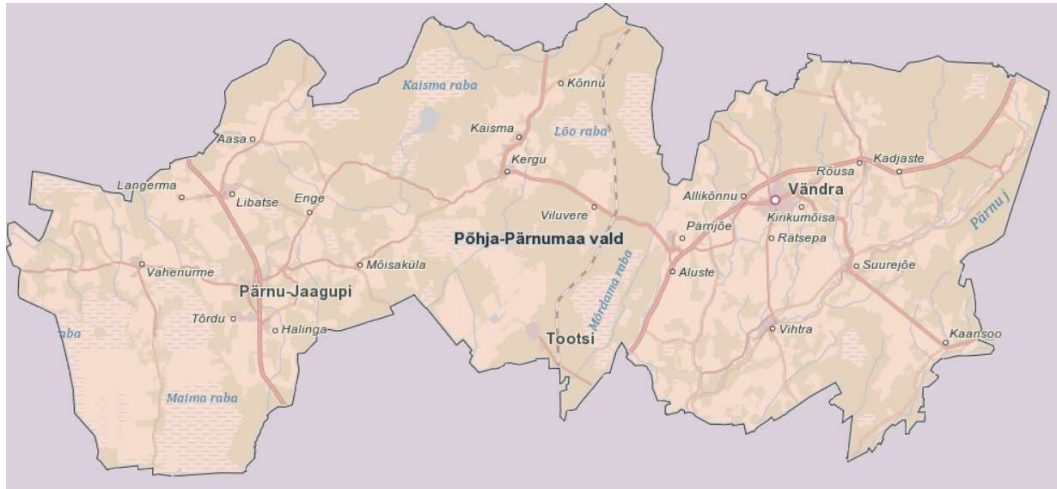 Kaisma raba
Kõnnu
Kaisma
Lõo raba
Aasa
Kergu
Rõusa
Kadjaste
Langerma
Libatse
Enge
Allikõnnu
Vändra
Viluvere
Kirikumõisa
Pärnu j
Põhja-Pärnumaa vald
Pärnjõe
Rätsepa
Vahenurme
Mõisaküla
Aluste
Suurejõe
Pärnu-Jaagupi
Mõrdama raba
Tõrdu
Halinga
Tootsi
Vihtra
raba
Kaansoo
Maima raba